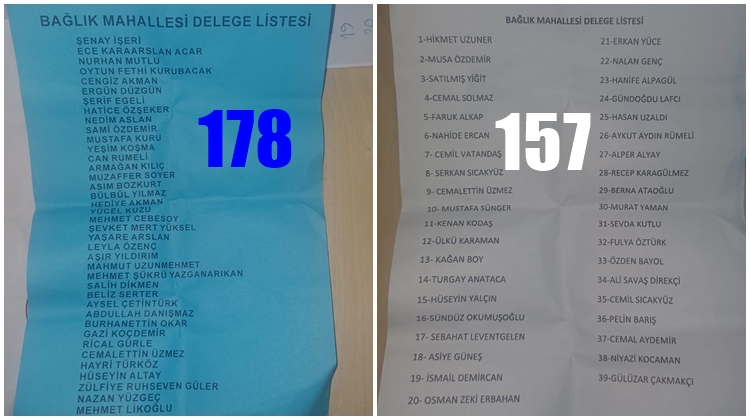 BAĞLIK MAHALLESİ DELEGE LİSTESİ
ŞENAY İŞERİ
ECE KARAARSLAN ACAR
NURHAN MUTLU
OYTUN FETHİ KURUBACAK
CENGİZ AKMAN
ERGÜN DÜZGÜN
ŞERİF EGELİ
HATİCE ÖZŞEKER
NEDİM ASLAN
SAMİ ÖZDEMİR
MUSTAFA KURU
YEŞİM KOŞMA
CAN RUMELİ
ARMAĞAN KILIÇ
MUZAFFER SOYER
ASIM BOZKURT
BÜLBÜL YILMAZ
HEDİYE AKMAN
YÜCEL KUZU
MEHMET CEBESOY
ŞEVKET MERT YÜKSEL
YAŞARE ARSLAN
LEYLA ÖZENÇ
AŞIR YILDIRIM
MAHMUT UZUNMEHMET
MEHMET ŞÜKRÜ YAZGANARIKAN
SALİH DİKMEN
BELİZ SERTER
AYSEL ÇETİNTÜRK
ABDULLAH DANIŞMAZ
BURHANETTİN OKAR
GAZİ KOÇDEMİR
RİCAL GÜRLE
CEMALETTİN ÜZMEZ
HAYRİ TÜRKÖZ
HÜSEYİN ALTAY
ZÜLFİYE RUHSEVEN GÜLER
NAZAN YÜZGEÇ
MEHMET LİKOĞLU
178
19
20
BAĞLIK MAHALLESİ DELEGE LİSTESİ
1-HİKMET UZUNER
2-MUSA ÖZDEMİR
3-SATILMIŞ YİĞİT
4-CEMAL SOLMAZ
5-FARUK ALKAP
6-NAHİDE ERCAN
7- CEMİL VATANDAŞ
8- SERKAN SICAKYÜZ
9- CEMALETTİN ÜZMEZ
10- MUSTAFA SÜNGER
11-KENAN KODAŞ
12-ÜLKÜ KARAMAN
13- KAĞAN BOY
14-TURGAY ANATACA
15-HÜSEYİN YALÇIN
16-SÜNDÜZ OKUMUŞOĞLU
17- SEBAHAT LEVENTGELEN
18- ASİYE GÜNEŞ
19- İSMAİL DEMİRCAN
20- OSMAN ZEKİ ERBAHAN
157
21-ERKAN YÜCE
22-NALAN GENÇ
23-HANİFE ALPAGÜL
24-GÜNDOĞDU LAFCI
25-HASAN UZALDI
26-AYKUT AYDIN RÜMELİ
27-ALPER ALYAY
28-RECEP KARAGÜLMEZ
29-BERNA ATAOĞLU
30-MURAT YAMAN
31-SEVDA KUTLU
32-FULYA ÖZTÜRK
33-ÖZDEN BAYOL
34-ALİ SAVAŞ DİREKÇİ
35-CEMİL SICAKYÜZ
36-PELİN BARIŞ
37-CEMAL AYDEMİR
38-NİYAZİ KOCAMAN
39-GÜLÜZAR ÇAKMAKÇI